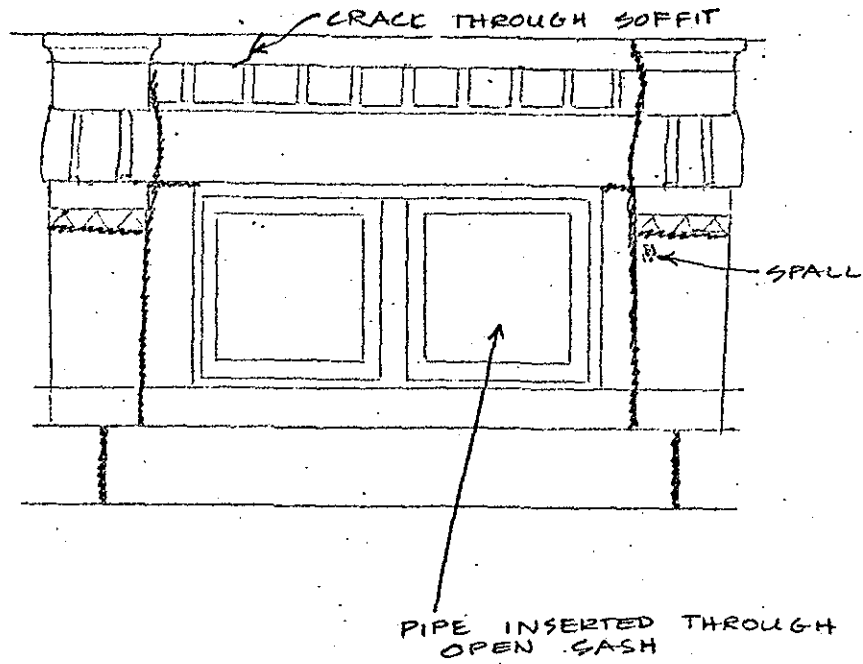 CRACK THROUGH SOFFIT
SPALL
PIPE INSERTED THROUGH
OPEN SASH